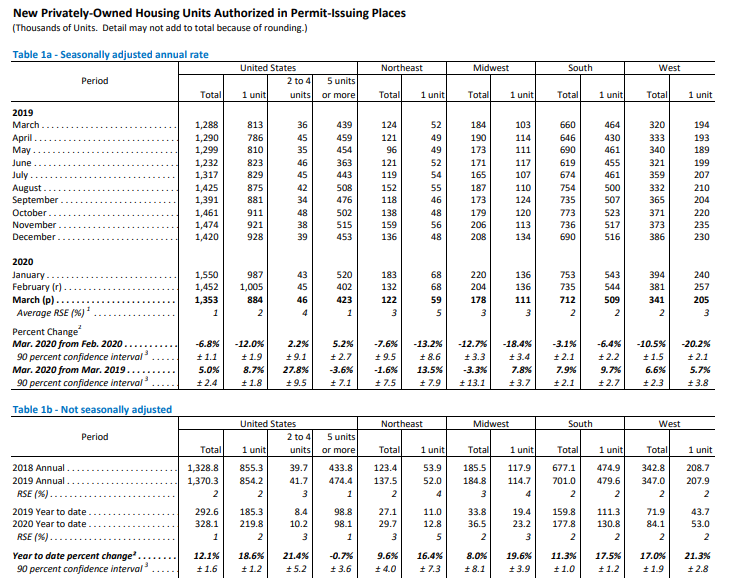 New Privately-Owned Housing Units Authorized in Permit-Issuing Places
(Thousands of Units. Detail may not add to total because of rounding.)
Table 1a - Seasonally adjusted annual rate
Period United States Northeast Midwest South West
Total 1 unit 2 to 4 units 5 units or more Total 1 unit Total 1 unit Total 1 unit Total 1 unit
2019
March 1,288 813 36 439 124 52 184 103 660 464 320 194
April 1,290 786 45 459 121 49 190 114 646 430 333 193
May 1,299 810 35 454 96 49 173 111 690 461 340 189
June 1,232 823 46 363 121 52 171 117 619 455 321 199
July 1,317 829 45 443 119 54 165 107 674 461 359 207
August 1,425 875 42 508 152 55 187 110 754 500 332 210
September 1,391 881 34 476 118 46 173 124 735 507 365 204
October 1,461 911 48 502 138 48 179 120 773 523 371 220
November 1,474 921 38 515 159 56 206 113 736 517 373 235
December 1,420 928 39 453 136 48 208 134 690 516 386 230
2020
January 1,550 987 43 520 183 68 220 136 753 543 394 240
February (r) 1,452 1,005 45 402 132 68 204 136 735 544 381 257
March (p) 1,353 884 46 423 122 59 178 111 712 509 341 205
Average RSE (%) 1 1 2 4 1 3 5 3 3 2 2 2 3
Percent Change 2
Mar. 2020 from Feb. 2020 -6.8% -12.0% 2.2% 5.2% -7.6% -13.2% -12.7% -18.4% -3.1% -6.4% -10.5% -20.2%
90 percent confidence interval 3 ± 1.1 ± 1.9 ± 9.1 ± 2.7 ± 9.5 ± 8.6 ± 3.3 ± 3.4 ± 2.1 ± 2.2 ± 1.5 ± 2.1
Mar. 2020 from Mar. 2019 5.0% 8.7% 27.8% -3.6% -1.6% 13.5% -3.3% 7.8% 7.9% 9.7% 6.6% 5.7%
90 percent confidence interval 3 ± 2.4 ± 1.8 ± 9.5 ± 7.1 ± 7.5 ± 7.9 ± 13.1 ± 3.7 ± 2.1 ± 2.7 ± 2.3 ± 3.8
Table 1b - Not seasonally adjusted
Period United States Northeast Midwest South West
Total 1 unit 2 to 4 units 5 units or more Total 1 unit Total 1 unit Total 1 unit Total 1 unit
2018 Annual 1,328.8 855.3 39.7 433.8 123.4 53.9 185.5 117.9 677.1 474.9 342.8 208.7
2019 Annual 1,370.3 854.2 41.7 474.4 137.5 52.0 184.8 114.7 701.0 479.6 347.0 207.9
RSE (%) 2 2 3 1 2 4 3 4 2 2 2 2
2019 Year to date 292.6 185.3 8.4 98.8 27.1 11.0 33.8 19.4 159.8 111.3 71.9 43.7
2020 Year to date 328.1 219.8 10.2 98.1 29.7 12.8 36.5 23.2 177.8 130.8 84.1 53.0
RSE (%) 1 2 3 1 3 5 2 3 2 2 2 2
Year to date percent change 2 12.1% 18.6% 21.4% -0.7% 9.6% 16.4% 8.0% 19.6% 11.3% 17.5% 17.0% 21.3%
90 percent confidence interval 3 ± 1.6 ± 1.2 ± 5.2 ± 3.6 ± 4.0 ± 7.3 ± 8.1 ± 3.9 ± 1.0 ± 1.2 ± 1.9 ± 2.8